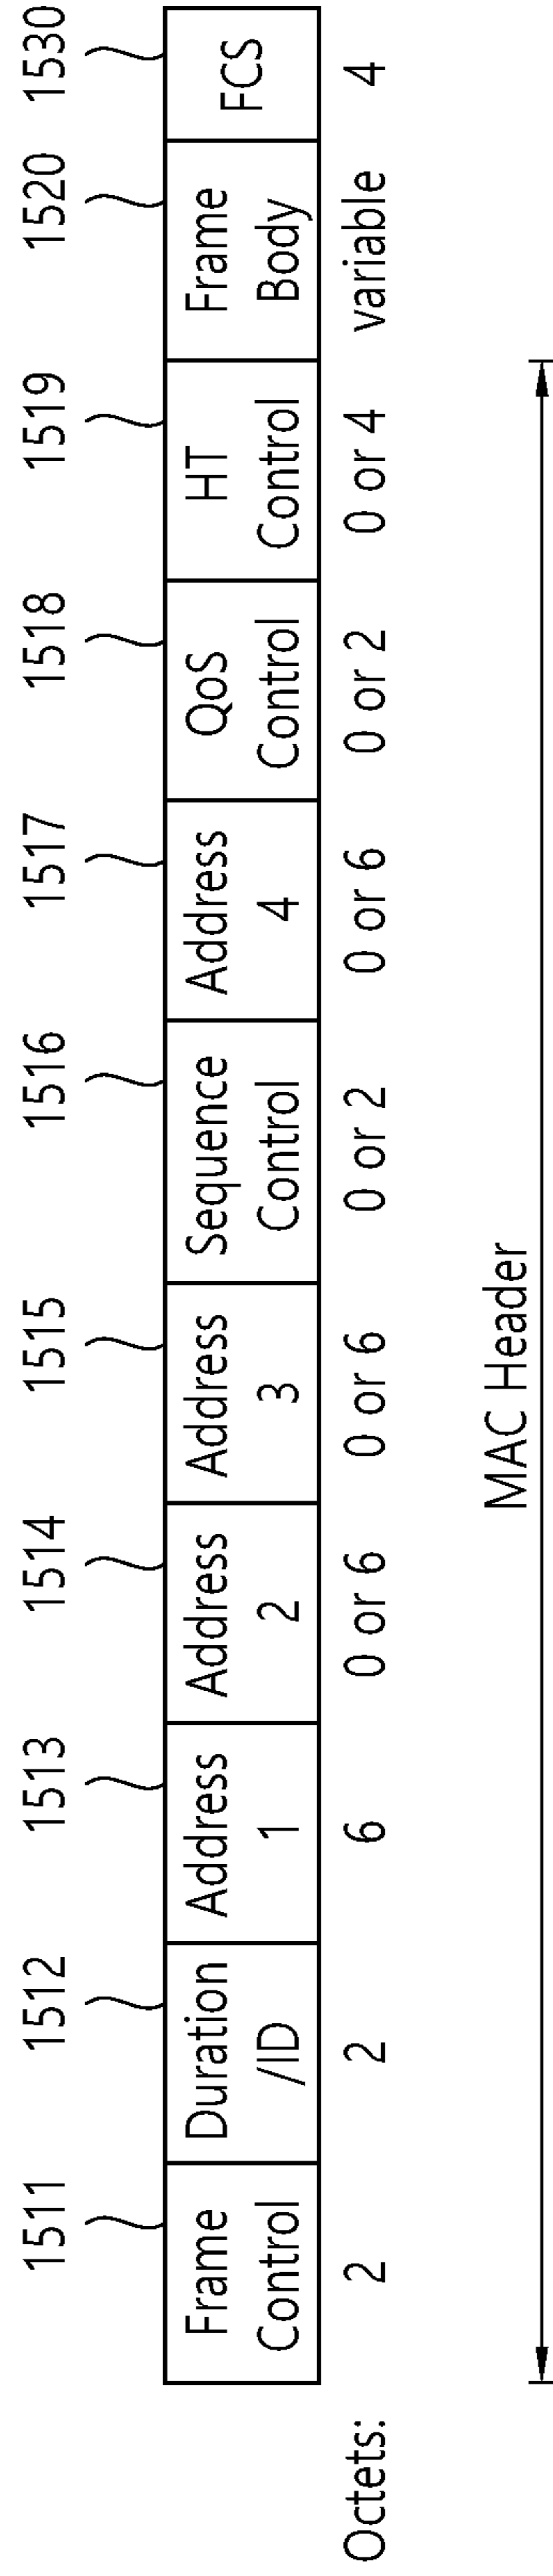 1511 1512 1513 1514 1515 1516 1517 1518 1519 1520 1530
Frame
Control
Duration
/ID
Address
1
Address
2
Address
3
Sequence
Control
Address
4
QoS
Control
HT
Control
Frame
Body
FCS
Octets: 2 2 6 0 or 6 0 or 6 0 or 2 0 or 6 0 or 2 0 or 4 variable 4
MAC Header